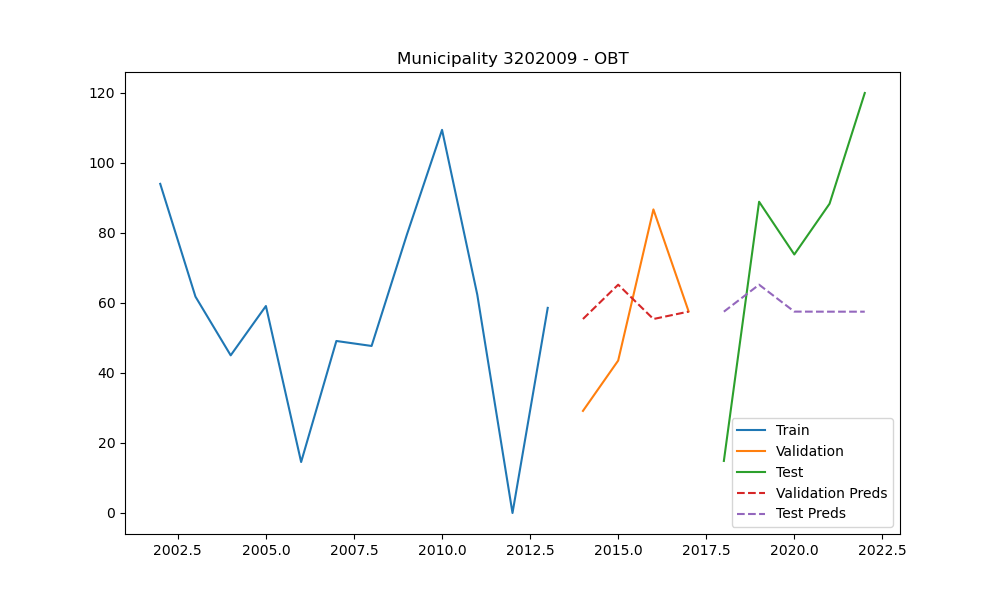 Municipality 3202009 - OBT
120
100
80
60
40
20
0
2002.5 2005.0 2007.5 2010.0 2012.5 2015.0 2017.5 2020.0 2022.5
Train
Validation
Test
Validation Preds
Test Preds